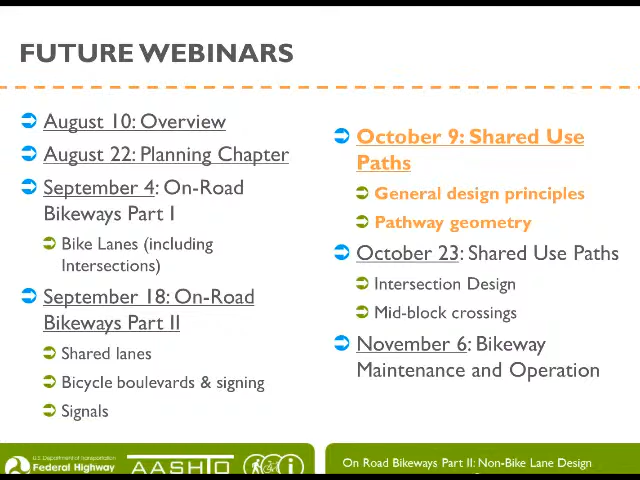 FUTURE WEBINARS
August 10: Overview
August 22: Planning Chapter
September 4: On-Road
Bikeways Part I
Bike Lanes (including
Intersections)
September 18: On-Road
Bikeways Part II
Shared lanes
Bicycle boulevards & signing
Signals
October 9: Shared Use
Paths
General design principles
Pathway geometry
October 23: Shared Use Paths
Intersection Design
Mid-block crossings
November 6: Bikeway
Maintenance and Operation
U.S. Department of Transportation
Federal Highway
AASHTO
On Road Bikeways Part II: Non-Bike Lane Design